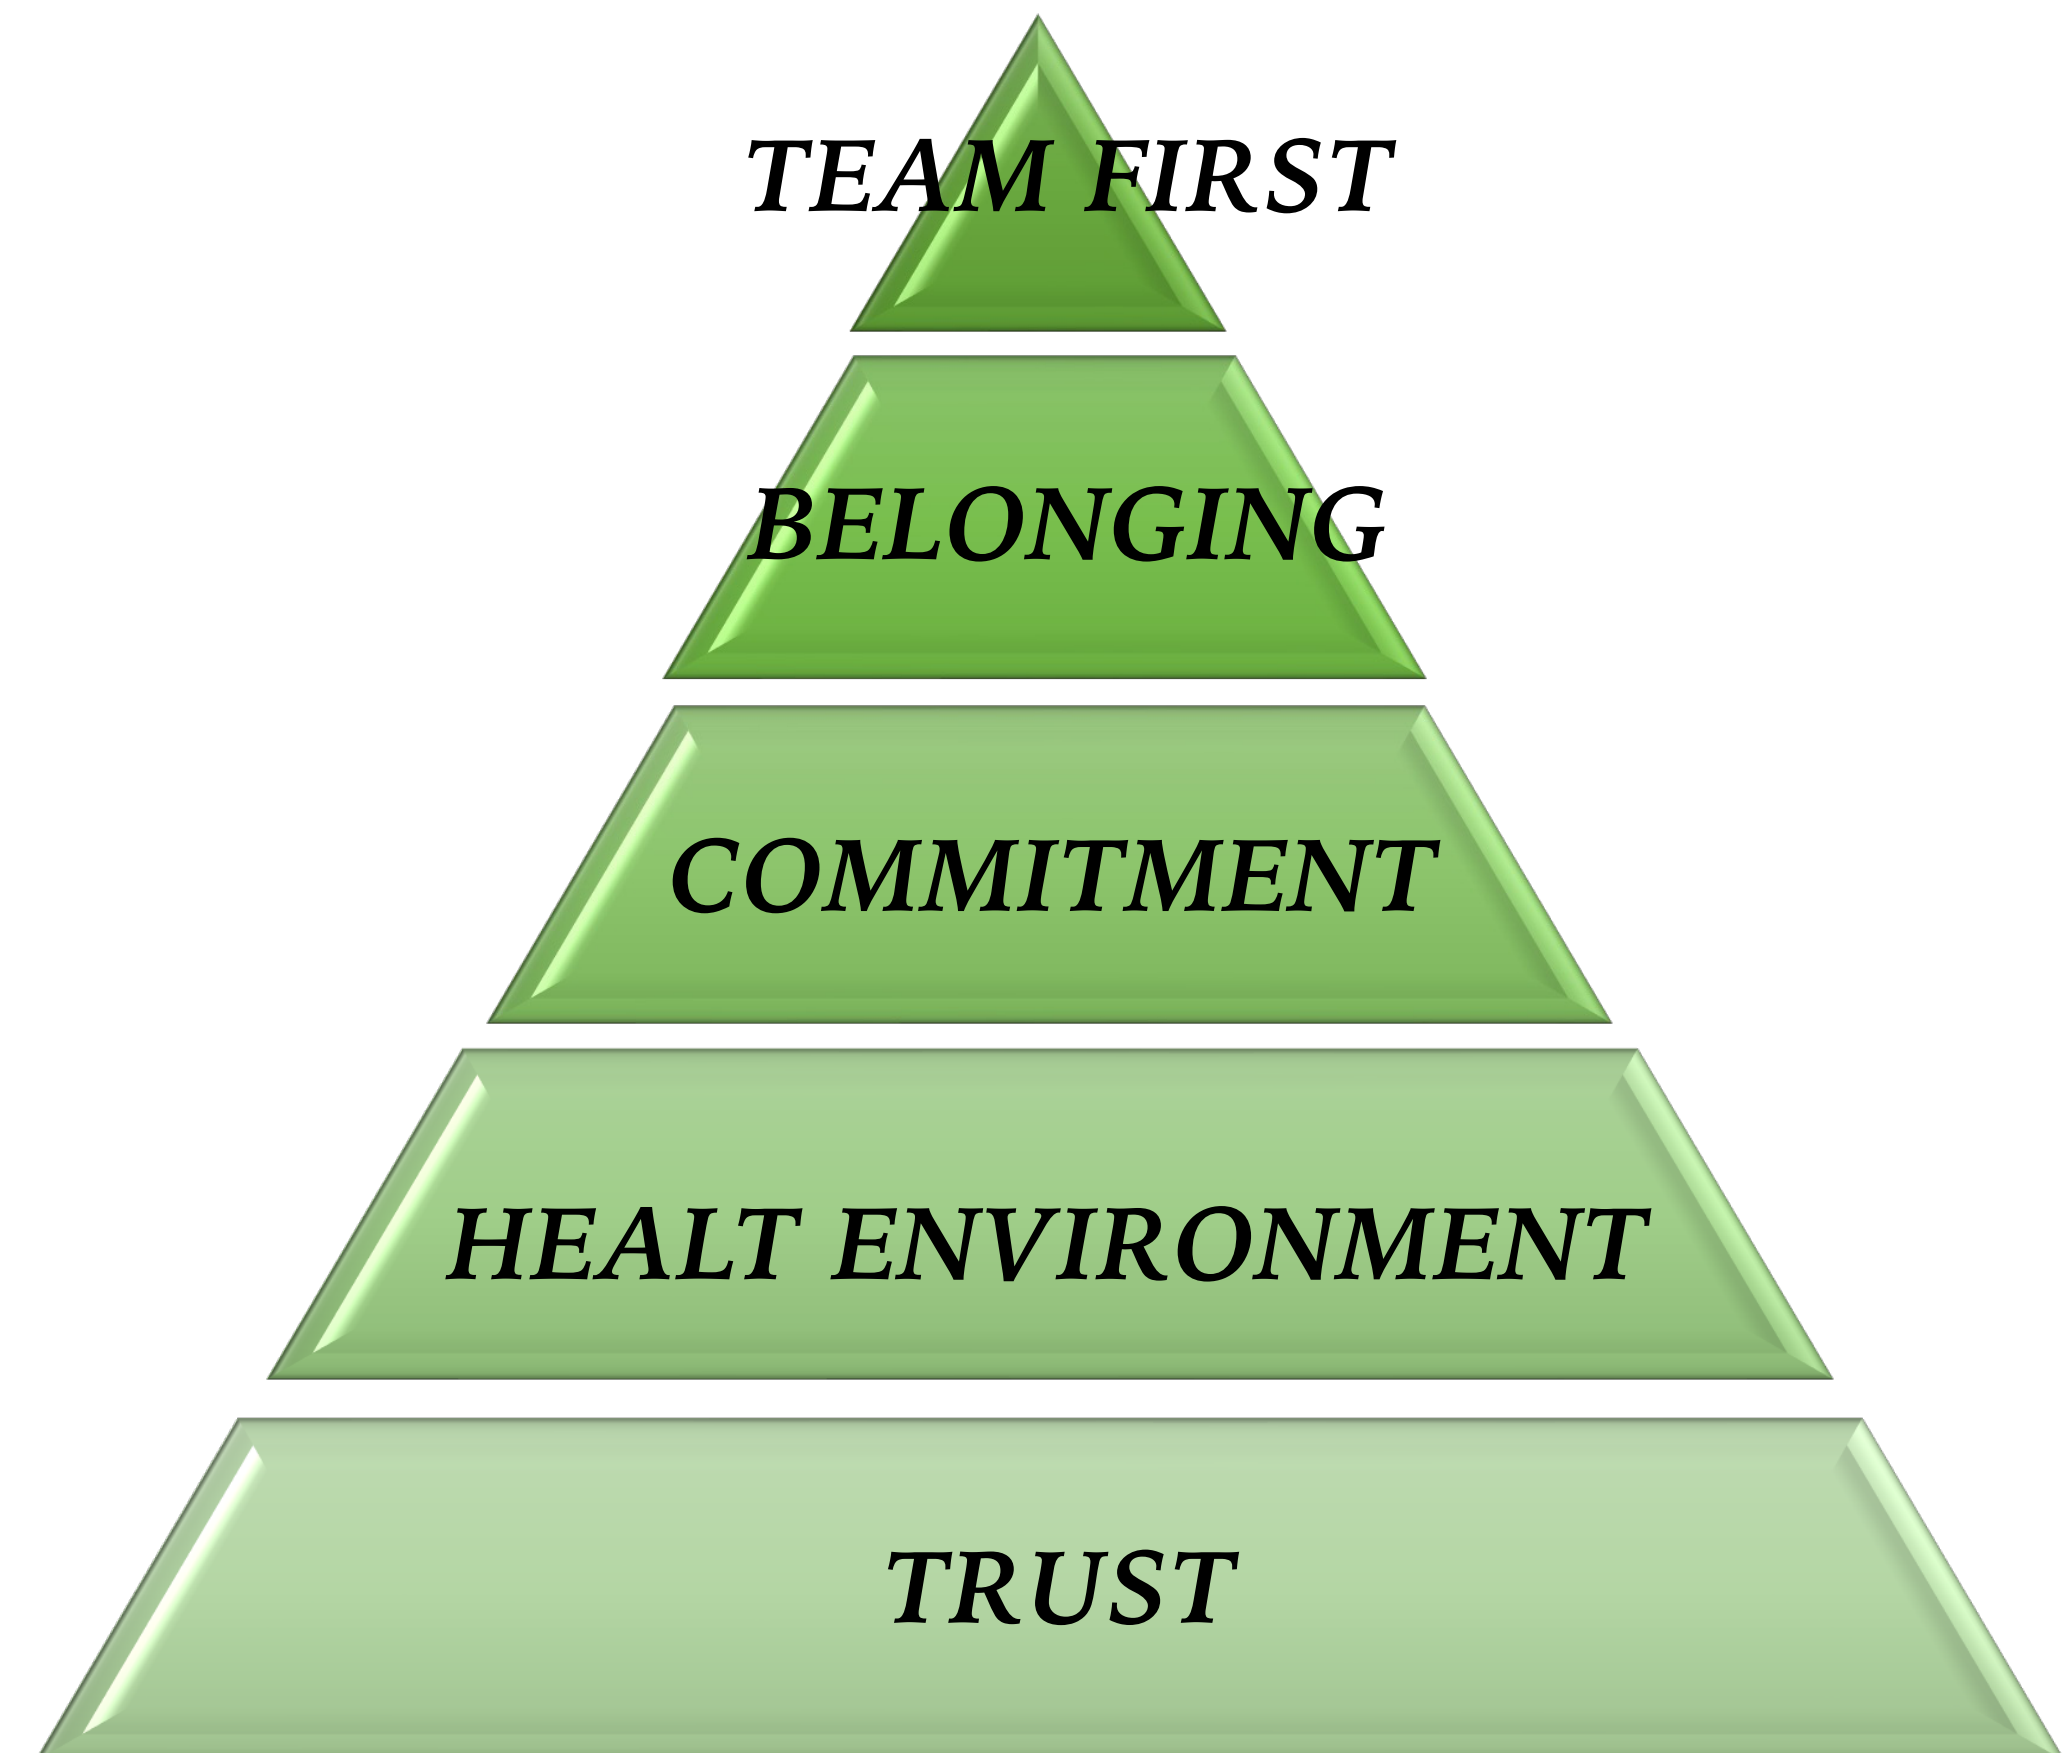 TEAM FIRST
BELONGING
COMMITMENT
HEALT ENVIRONMENT
TRUST